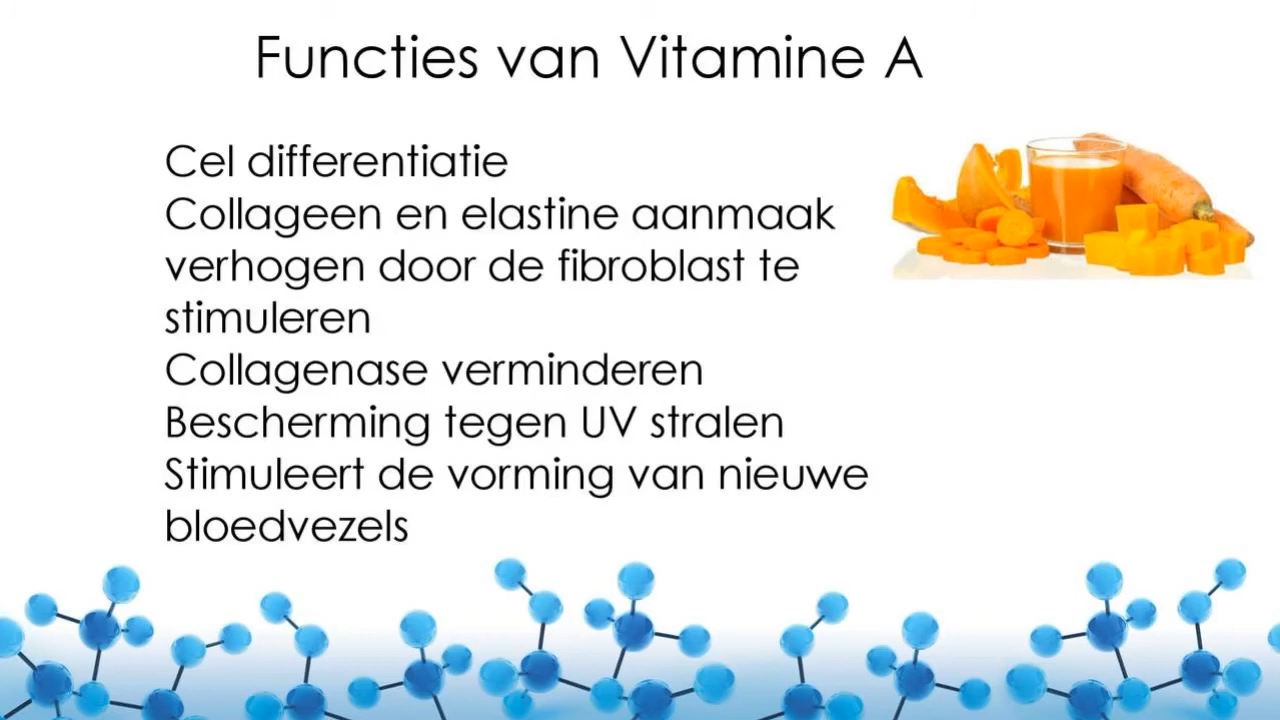 Functies van Vitamine A
Cel differentiatie
Collageen en elastine aanmaak
verhogen door de fibroblast te
stimuleren
Collagenase verminderen
Bescherming tegen UV stralen
Stimuleert de vorming van nieuwe
bloedvezels